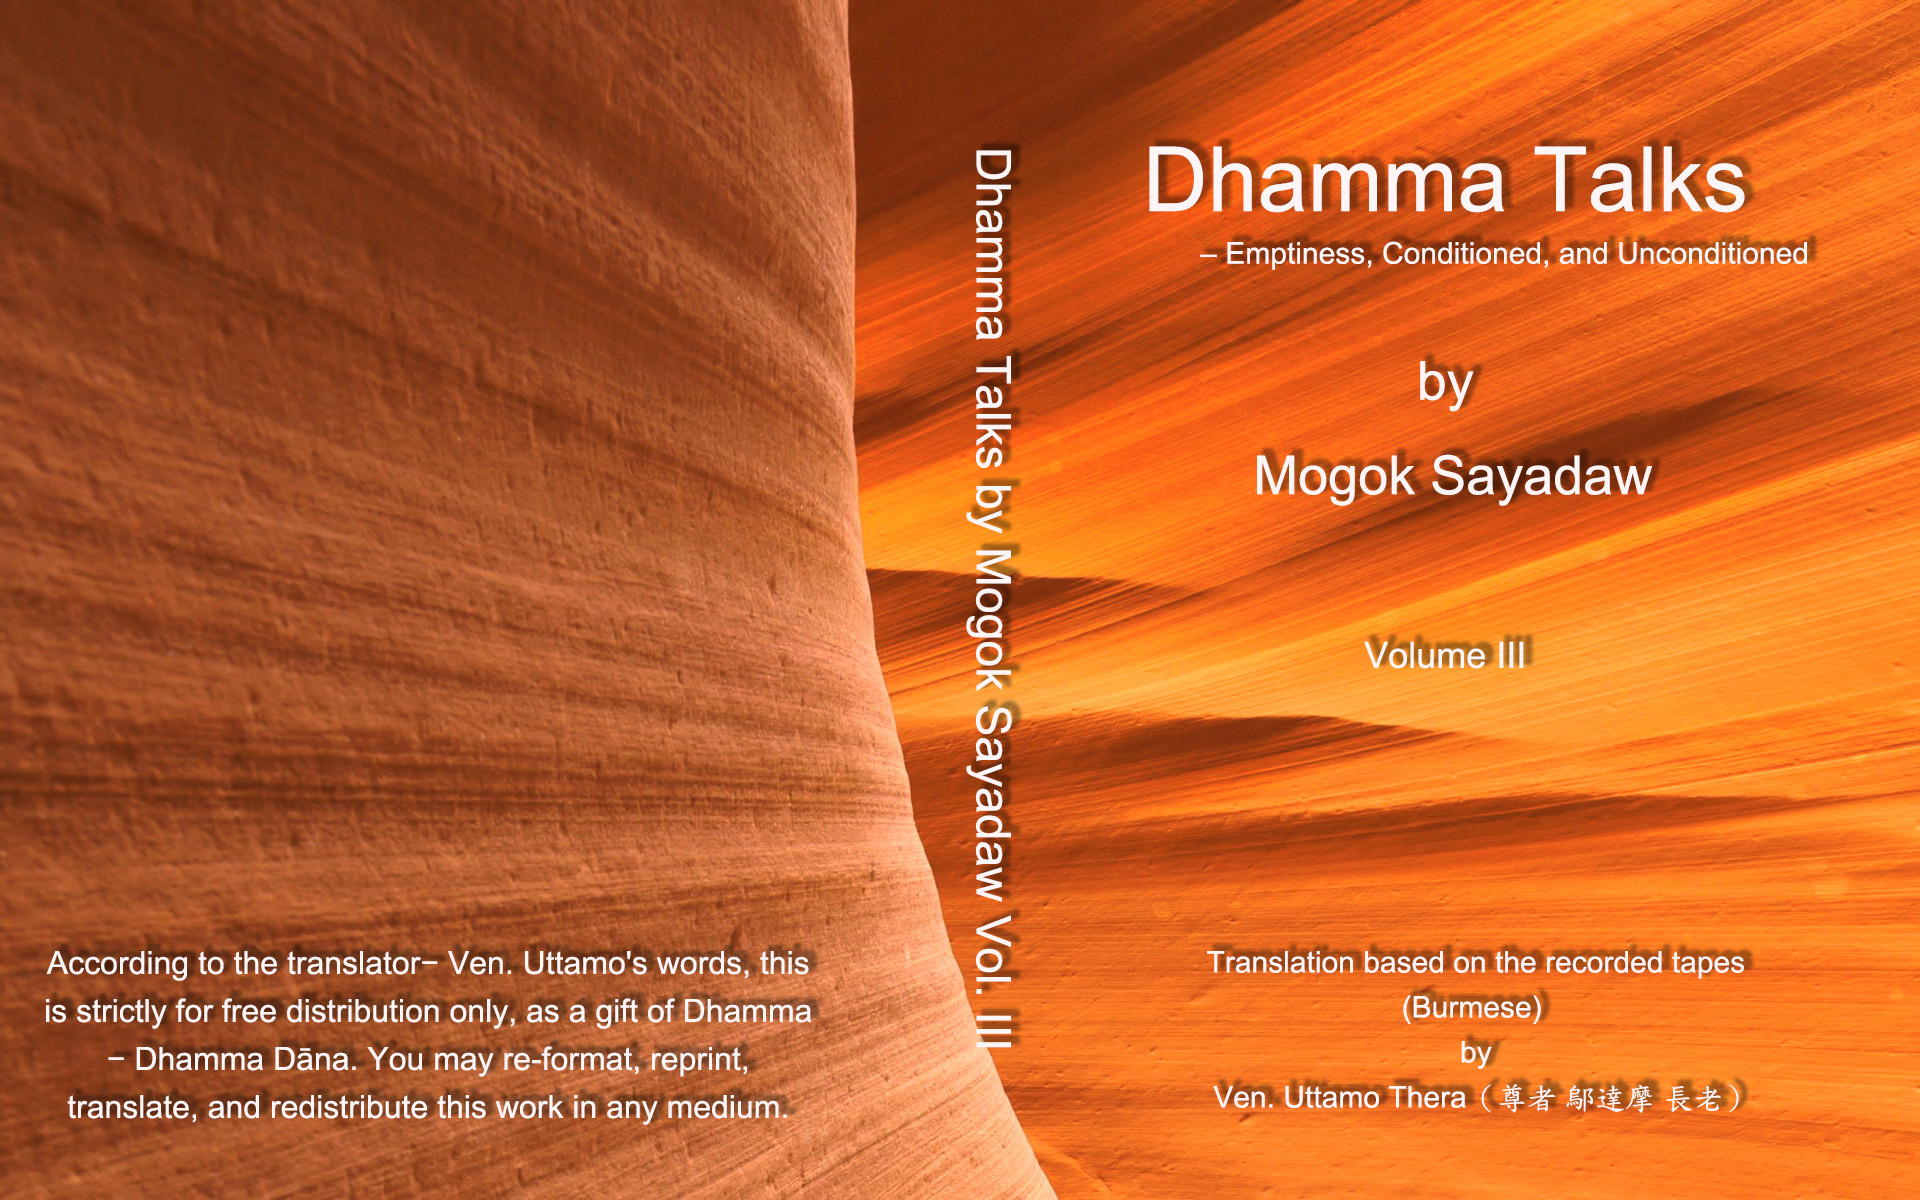 Dhamma Talks
– Emptiness, Conditioned, and Unconditioned
by
Mogok Sayadaw
Volume III
Translation based on the recorded tapes
(Burmese)
by
Ven. Uttamo Thera（尊者 鄔達摩 長老）
Dhamma Talks by Mogok Sayadaw Vol. III
According to the translator– Ven. Uttamo's words, this
is strictly for free distribution only, as a gift of Dhamma
– Dhamma Dāna. You may re-format, reprint,
translate, and redistribute this work in any medium.